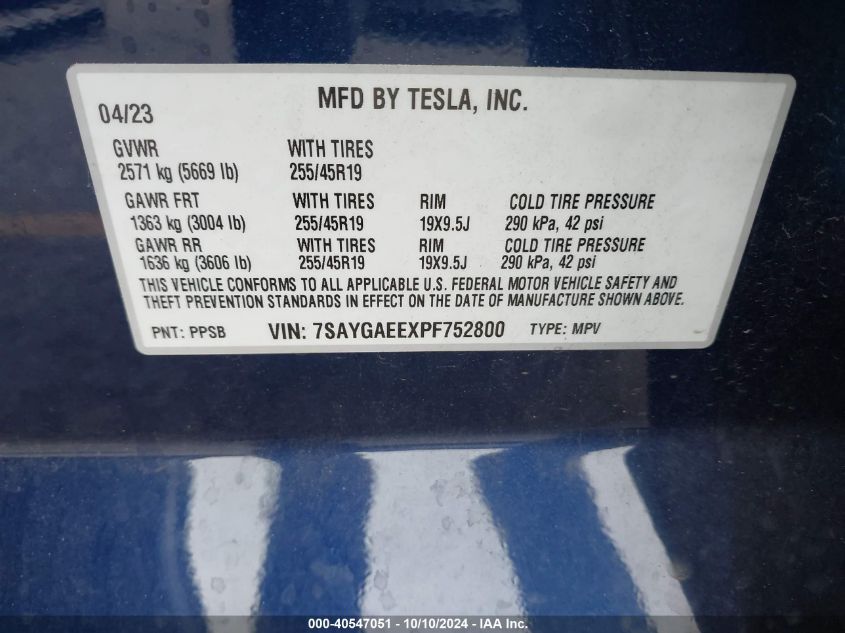 MFD BY TESLA, INC.
04/23
GVWR WITH TIRES
2571 kg (5669 lb) 255/45R19
GAWR FRT WITH TIRES RIM COLD TIRE PRESSURE
1363 kg (3004 lb) 255/45R19 19X9.5J 290 kPa, 42 psi
GAWR RR WITH TIRES RIM COLD TIRE PRESSURE
1636 kg (3606 lb) 255/45R19 19X9.5J 290 kPa, 42 psi
THIS VEHICLE CONFORMS TO ALL APPLICABLE U.S. FEDERAL MOTOR VEHICLE SAFETY AND
THEFT PREVENTION STANDARDS IN EFFECT ON THE DATE OF MANUFACTURE SHOWN ABOVE.
PNT: PPSB VIN: 7SAYGAEEXPF752800 TYPE: MPV
000-40547051 - 10/10/2024 - IAA Inc.